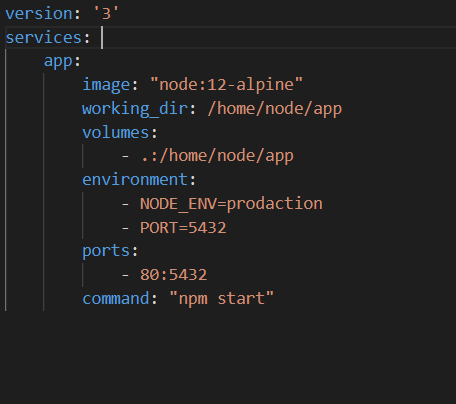 version: '3'
services:
app:
image: "node:12-alpine"
working_dir: /home/node/app
volumes:
- .:/home/node/app
environment:
- NODE_ENV=prodaction
- PORT=5432
ports:
- 80:5432
command: "npm start"